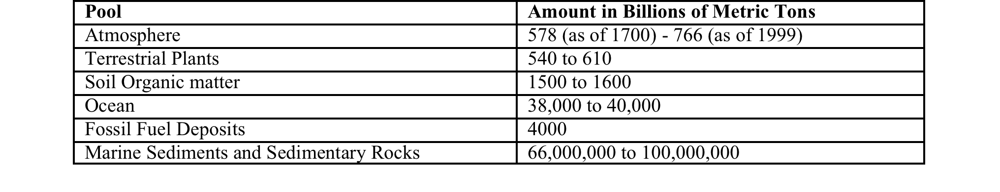 Pool Amount in Billions of Metric Tons
Atmosphere 578 (as of 1700) - 766 (as of 1999)
Terrestrial Plants 540 to 610
Soil Organic matter 1500 to 1600
Ocean 38,000 to 40,000
Fossil Fuel Deposits 4000
Marine Sediments and Sedimentary Rocks 66,000,000 to 100,000,000